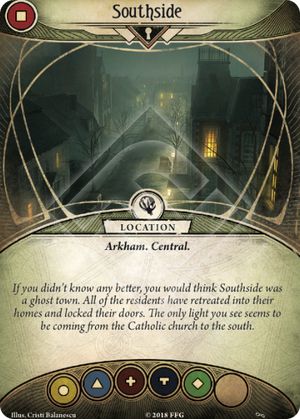 Southside
LOCATION
Arkham. Central.
If you didn't know any better, you would think Southside was
a ghost town. All of the residents have retreated into their
homes and locked their doors. The only light you see seems to
be coming from the Catholic church to the south.
Illus. Cristi Balanescu
© 2018 FFG